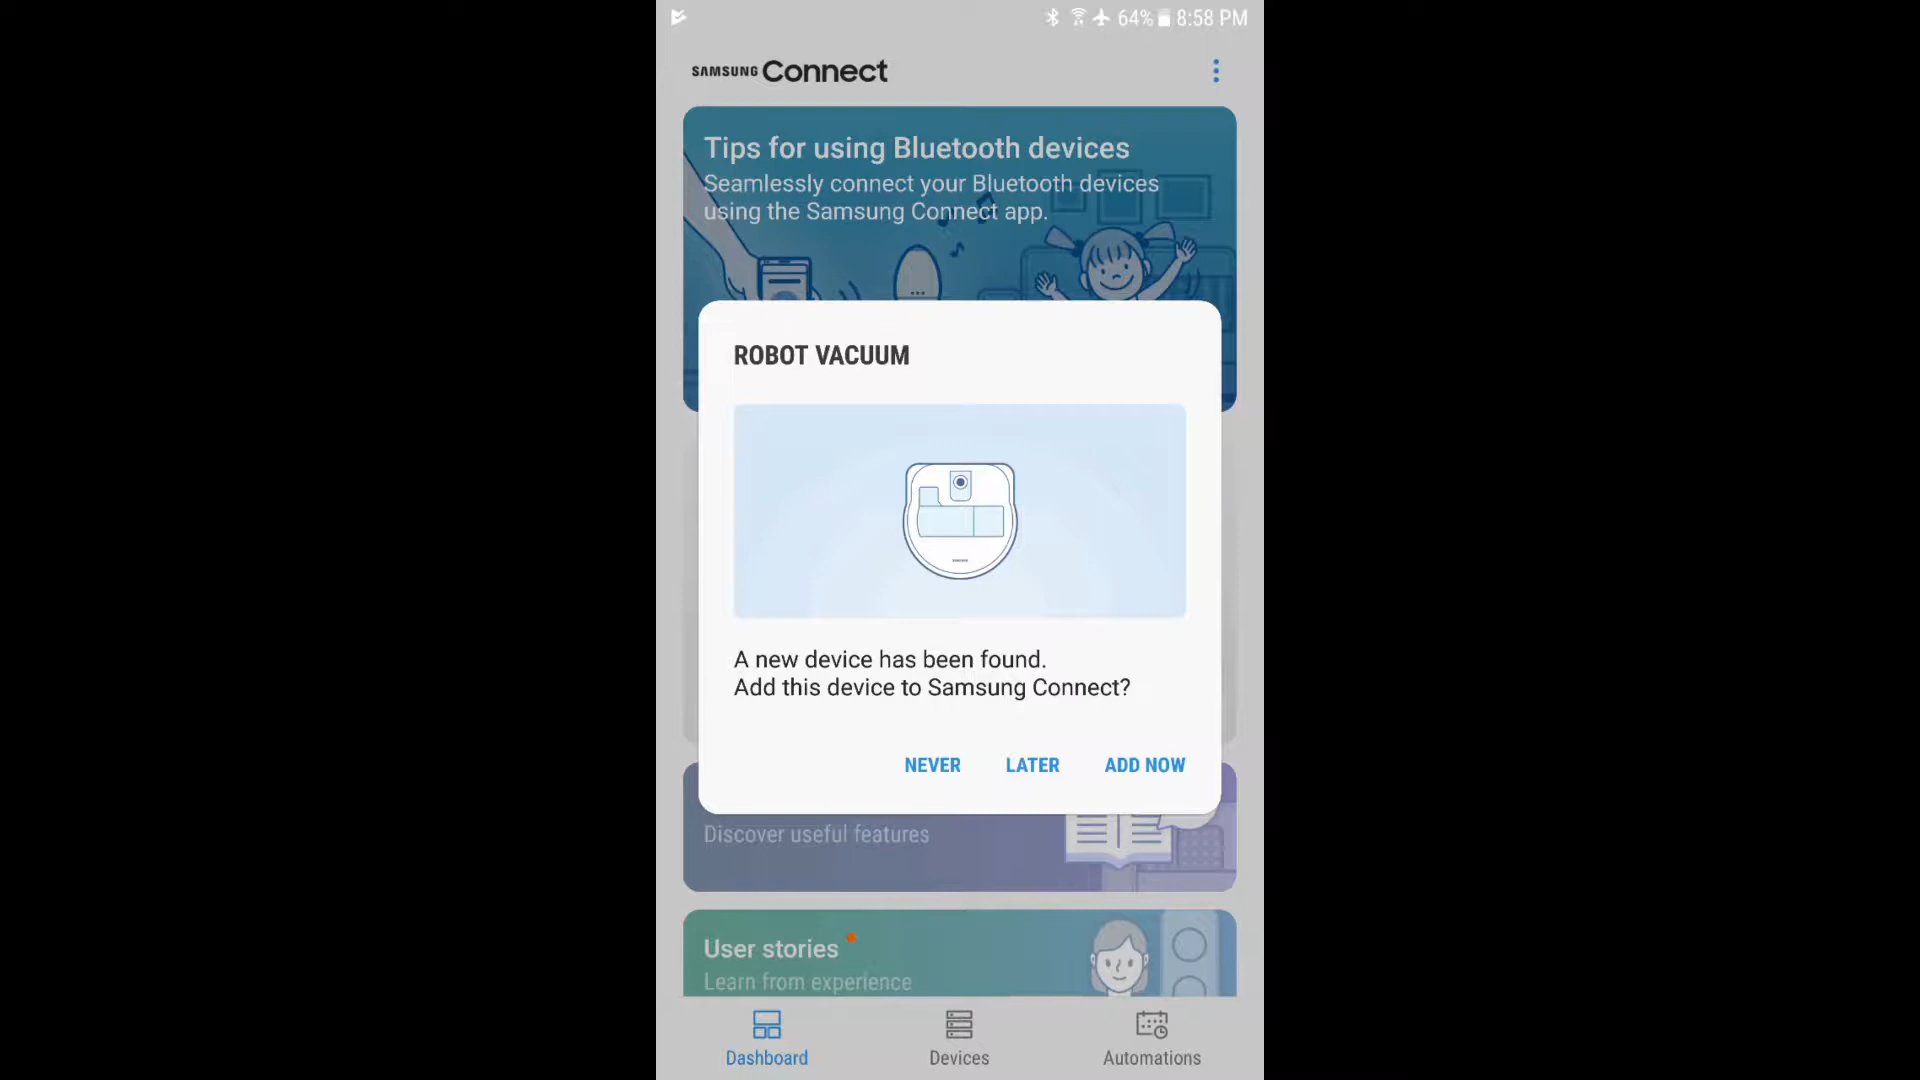 64% 8:58 PM
SAMSUNG Connect
Tips for using Bluetooth devices
Seamlessly connect your Bluetooth devices
using the Samsung Connect app.
ROBOT VACUUM
SAMSUNG
A new device has been found.
Add this device to Samsung Connect?
NEVER LATER ADD NOW
Discover useful features
User stories
Learn from experience
Dashboard Devices Automations